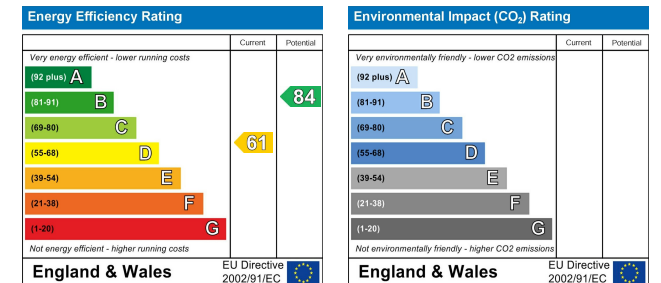 Energy Efficiency Rating
Current Potential
Very energy efficient - lower running costs
(92 plus) A
(81-91) B
84
(69-80) C
61
(55-68) D
(39-54) E
(21-38) F
(1-20) G
Not energy efficient - higher running costs
England & Wales
EU Directive
2002/91/EC
Environmental Impact (CO₂) Rating
Current Potential
Very environmentally friendly - lower CO2 emissions
(92 plus) A
(81-91) B
(69-80) C
(55-68) D
(39-54) E
(21-38) F
(1-20) G
Not environmentally friendly - higher CO2 emissions
England & Wales
EU Directive
2002/91/EC